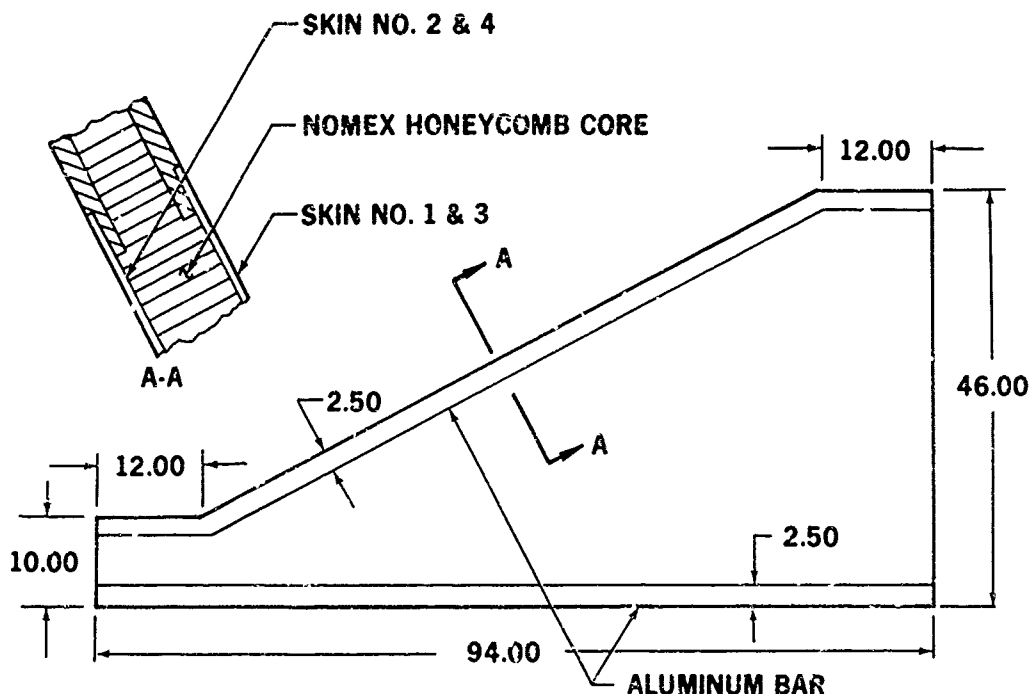 SKIN NO. 2 & 4
NOMEX HONEYCOMB CORE
12.00
SKIN NO. 1 & 3
A
A-A
46.00
2.50
A
12.00
10.00
2.50
94.00
ALUMINUM BAR